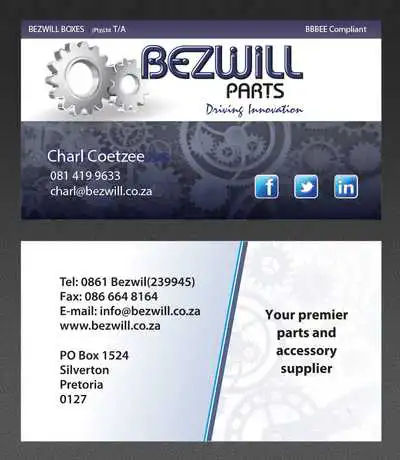 BEZWILL BOXES (Pty)Ltd T/A
BBBEE Compliant
BEZWILL
PARTS
Driving Innovation
Charl Coetzee
081 419 9633
charl@bezwill.co.za
f
in
Tel: 0861 Bezwil(239945)
Fax: 086 664 8164
E-mail: info@bezwill.co.za
www.bezwill.co.za
PO Box 1524
Silverton
Pretoria
0127
Your premier
parts and
accessory
supplier